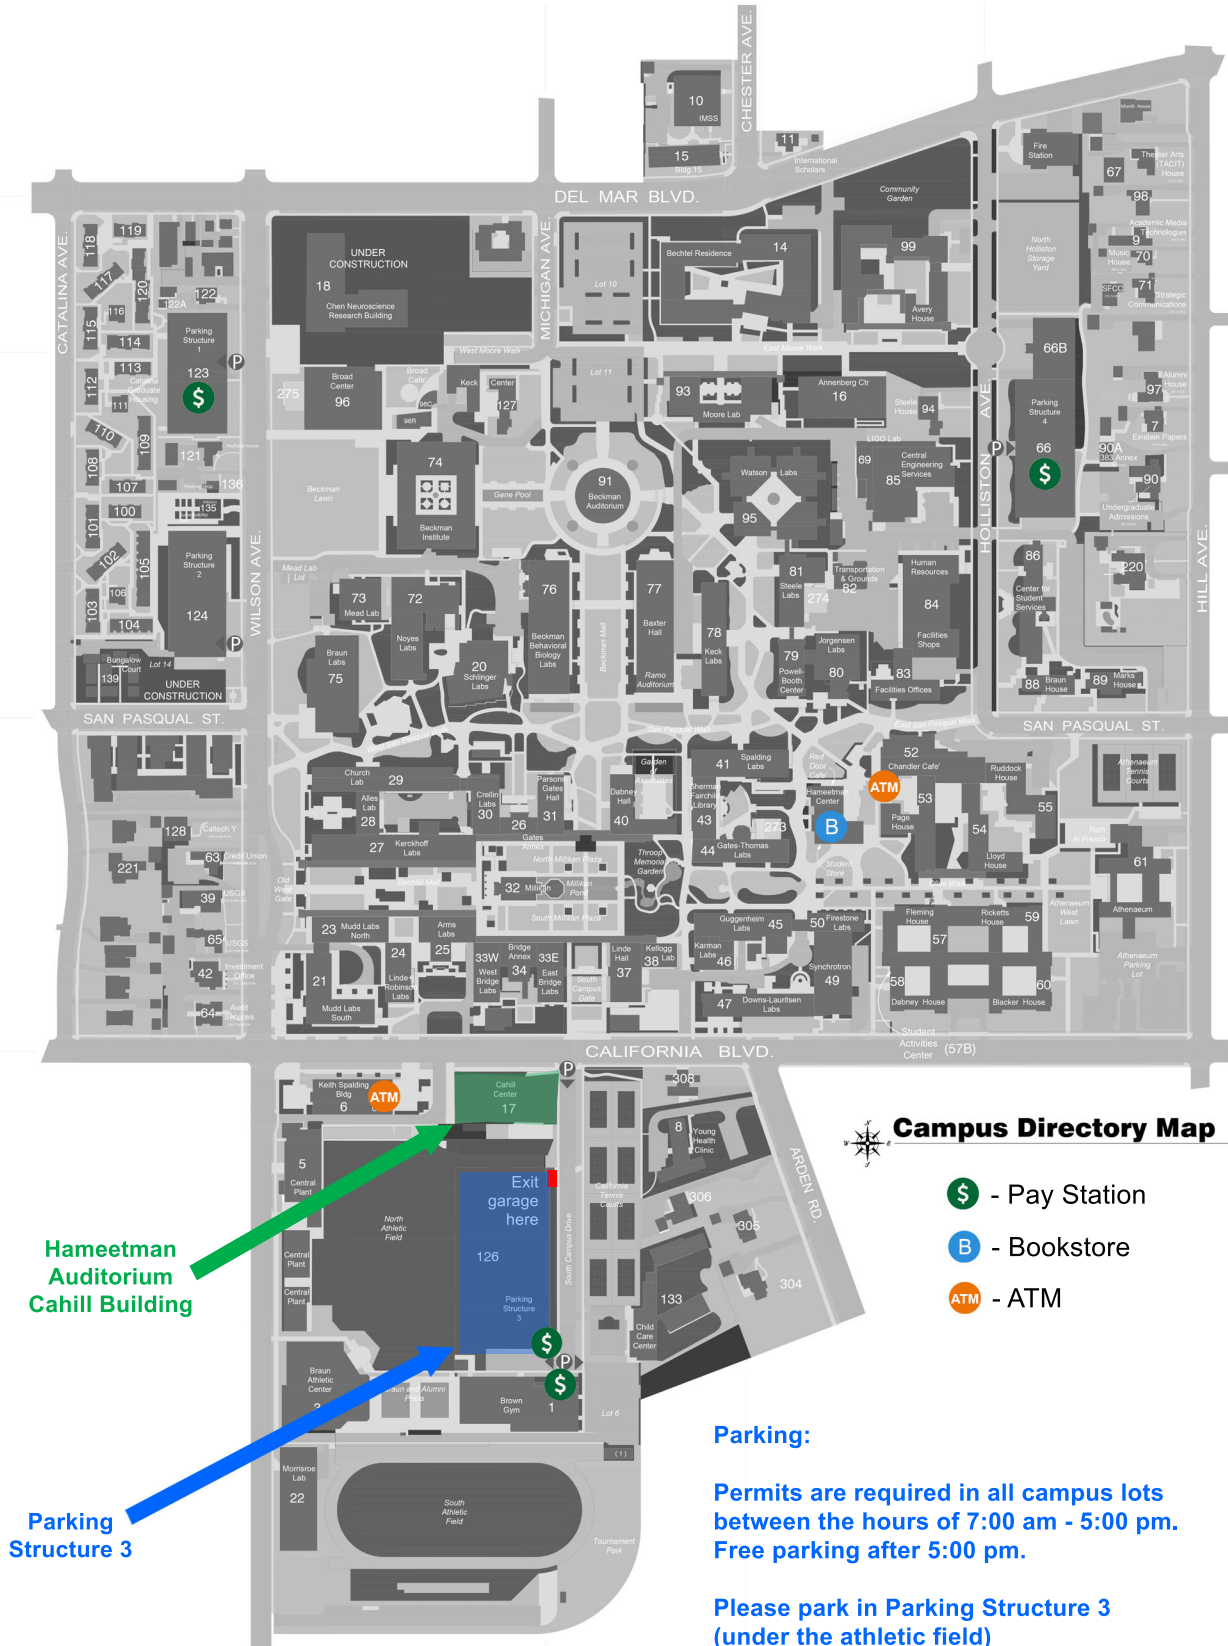 CHESTER AVE.
10
IMSS
15
Bldg 15
11
International
Scholars
DEL MAR BLVD.
Community
Garden
Fire
Station
67
Theater Arts
(TACIT)
House
98
Academic Media
Technologies
9
Music
House
70
SFCC
71
Strategic
Communications
North
Holliston
Storage
Yard
CATALINA AVE.
118
119
117
120
122
122A
116
115
114
113
112
111
110
109
108
107
Catalina
Graduate
Housing
Parking
Structure
1
123
P
$
121
136
135
100
101
102
105
106
103
104
Parking
Structure
2
124
P
Bungalow
Court
139
Lot 14
UNDER
CONSTRUCTION
WILSON AVE.
UNDER
CONSTRUCTION
18
Chen Neuroscience
Research Building
MICHIGAN AVE.
Lot 10
Bechtel Residence
14
99
Avery
House
West Moore Walk
East Moore Walk
275
Broad
Center
96
Broad
Cafe'
96C
96R
Keck
Center
127
Lot 11
93
Moore Lab
Annenberg Ctr
16
Steele
House
94
HOLLISTON AVE.
66B
Parking
Structure
4
66
P
$
Alumni
House
97
7
Einstein Papers
90A
383 Annex
90
Undergraduate
Admissions
HILL AVE.
Beckman
Lawn
74
Beckman
Institute
Gene Pool
91
Beckman
Auditorium
Watson Labs
95
LIGO Lab
69
Central
Engineering
Services
85
Mead Lab
Lot
73
Mead Lab
72
Noyes
Labs
20
Schlinger
Labs
76
Beckman
Behavioral
Biology
Labs
Beckman Mall
77
Baxter
Hall
Ramo
Auditorium
78
Keck
Labs
81
Steele
Labs
274
Transportation
& Grounds
82
Human
Resources
84
Facilities
Shops
86
Center for
Student
Services
220
Braun
Labs
75
79
Powell-
Booth
Center
Jorgensen
Labs
80
83
Facilities Offices
88
Braun
House
89
Marks
House
SAN PASQUAL ST.
West San Pasqual Walk
San Pasqual Walk
East San Pasqual Walk
SAN PASQUAL ST.
Church
Lab
29
Alles
Lab
28
27
Kerckhoff
Labs
Crellin
Labs
30
26
Gates
Annex
Parsons
Gates
Hall
31
Dabney
Hall
40
Garden
of
Associates
41
Spalding
Labs
Sherman
Fairchild
Library
43
273
44
Gates-Thomas
Labs
Red
Door
Cafe'
Hameetman
Center
B
Student
Store
ATM
52
Chandler Cafe'
53
Page
House
Ruddock
House
55
54
Lloyd
House
Athenaeum
Tennis
Courts
Rath
Al Fresco
61
Athenaeum
128
Caltech Y
221
63
Credit Union
39
USGS
65
USGS
42
Investment
Office
64
Audit
Services
Old
West
Gate
Bechtel Mall
North Millikan Plaza
32
Millikan
Millikan
Pond
South Millikan Plaza
Throop
Memorial
Garden
Olive Walk
Athenaeum
West
Lawn
Athenaeum
Parking
Lot
23
Mudd Labs
North
24
Linde+
Robinson
Labs
Arms
Labs
25
21
Mudd Labs
South
33W
West
Bridge
Labs
Bridge
Annex
34
33E
East
Bridge
Labs
South
Campus
Gate
Linde
Hall
37
Kellogg
Lab
38
Guggenheim
Labs
45
Karman
Labs
46
47
Downs-Lauritsen
Labs
50
Firestone
Labs
Synchrotron
49
Fleming
House
57
Ricketts
House
59
58
Dabney House
Blacker House
60
Student
Activities
Center
(57B)
CALIFORNIA BLVD.
Keith Spalding
Bldg
6
ATM
Cahill
Center
17
P
308
8
Young
Health
Clinic
ARDEN RD.
306
305
304
133
Child
Care
Center
California
Tennis
Courts
South Campus Drive
5
Central
Plant
Central
Plant
Central
Plant
North
Athletic
Field
Exit
garage
here
126
Parking
Structure
3
$
P
$
Braun
Athletic
Center
3
Braun and Alumni
Pools
Brown
Gym
1
Lot 6
(1)
Morrisroe
Lab
22
South
Athletic
Field
Tournament
Park
Hameetman
Auditorium
Cahill Building
Parking
Structure 3
N
W E
S
Campus Directory Map
$ - Pay Station
B - Bookstore
ATM - ATM
Parking:
Permits are required in all campus lots
between the hours of 7:00 am - 5:00 pm.
Free parking after 5:00 pm.
Please park in Parking Structure 3
(under the athletic field)